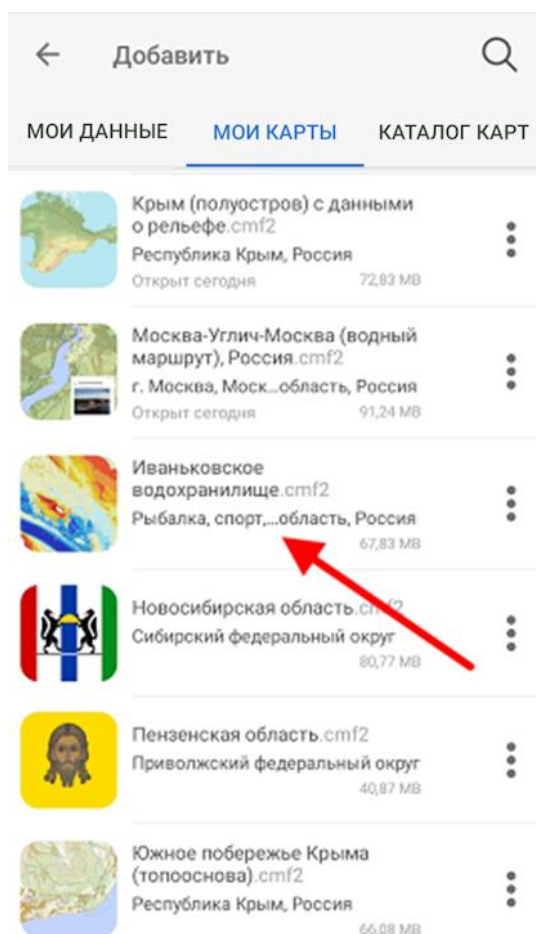 Добавить
МОИ ДАННЫЕ МОИ КАРТЫ КАТАЛОГ КАРТ
Крым (полуостров) с данными
о рельефе.cmf2
Республика Крым, Россия
Открыт сегодня 72,83 MB
Москва-Углич-Москва (водный
маршрут), Россия.cmf2
г. Москва, Моск...область, Россия
Открыт сегодня 91,24 MB
Иваньковское
водохранилище.cmf2
Рыбалка, спорт,...область, Россия
67,83 MB
Новосибирская область.cmf2
Сибирский федеральный округ
80,77 MB
Пензенская область.cmf2
Приволжский федеральный округ
40,87 MB
Южное побережье Крыма
(топооснова).cmf2
Республика Крым, Россия
66,08 MB